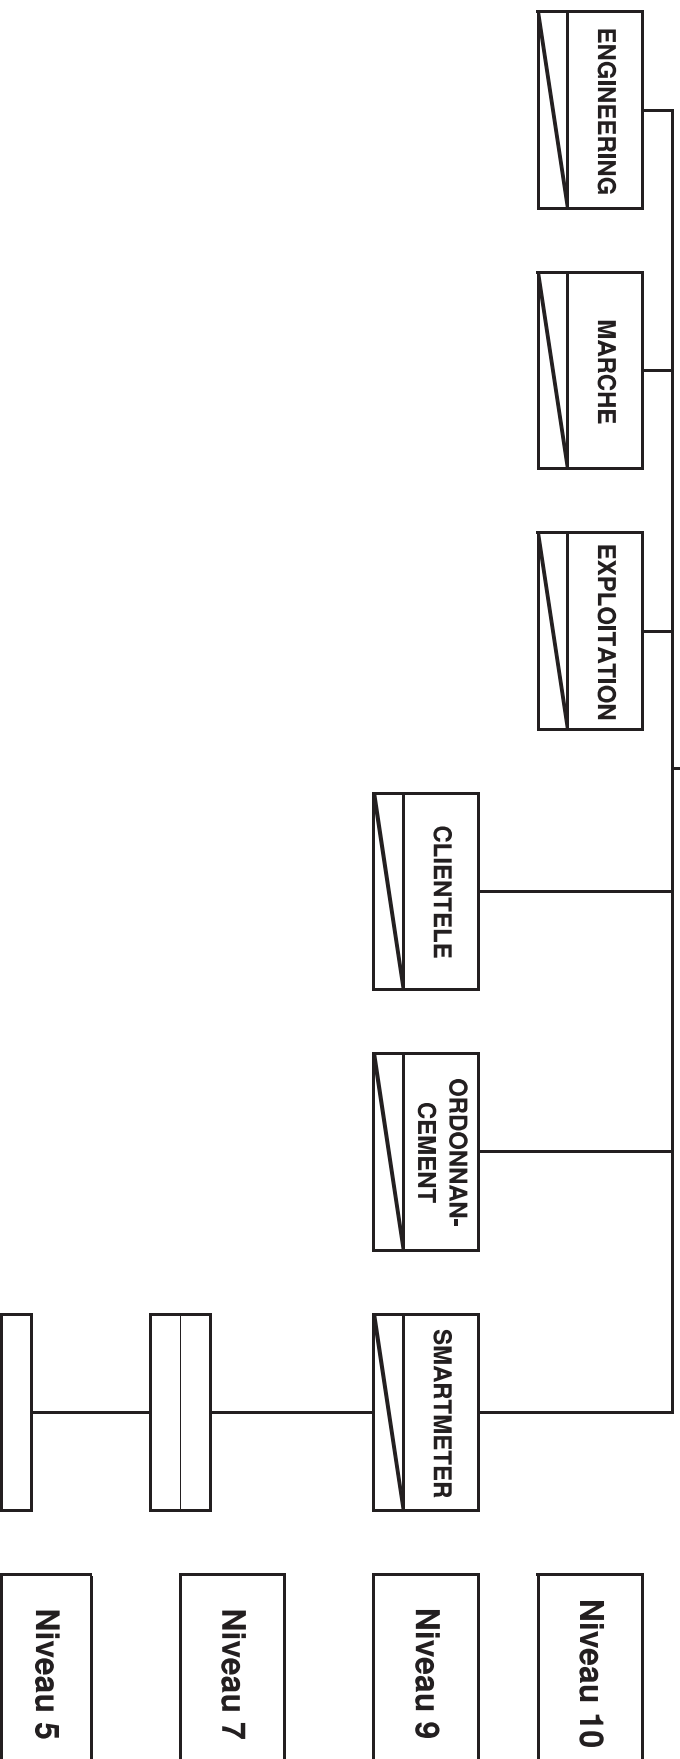 ENGINEERING
MARCHE
EXPLOITATION
CLIENTELE
ORDONNAN-
CEMENT
SMARTMETER
Niveau 10
Niveau 9
Niveau 7
Niveau 5